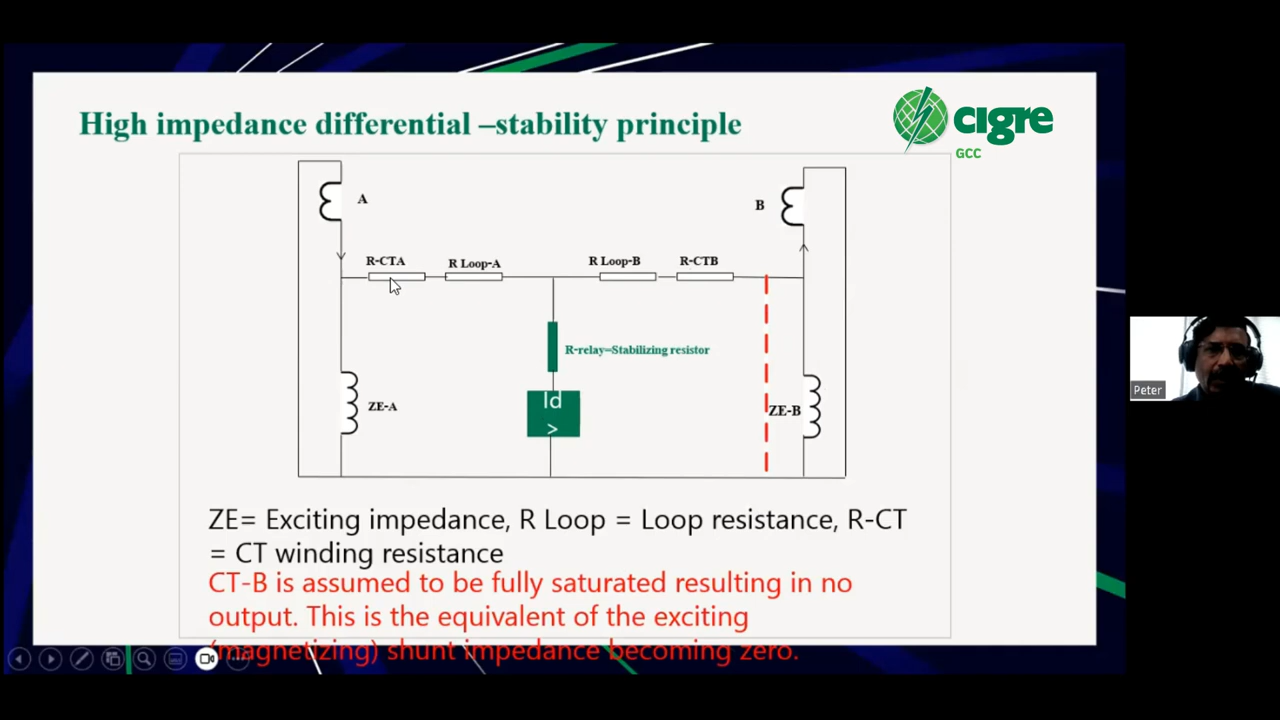 High impedance differential –stability principle
cigre
GCC
A
B
R-CTA
R Loop-A
R Loop-B
R-CTB
R-relay=Stabilizing resistor
Id
>
ZE-A
ZE-B
Peter
ZE= Exciting impedance, R Loop = Loop resistance, R-CT
= CT winding resistance
CT-B is assumed to be fully saturated resulting in no
output. This is the equivalent of the exciting
(magnetizing) shunt impedance becoming zero.